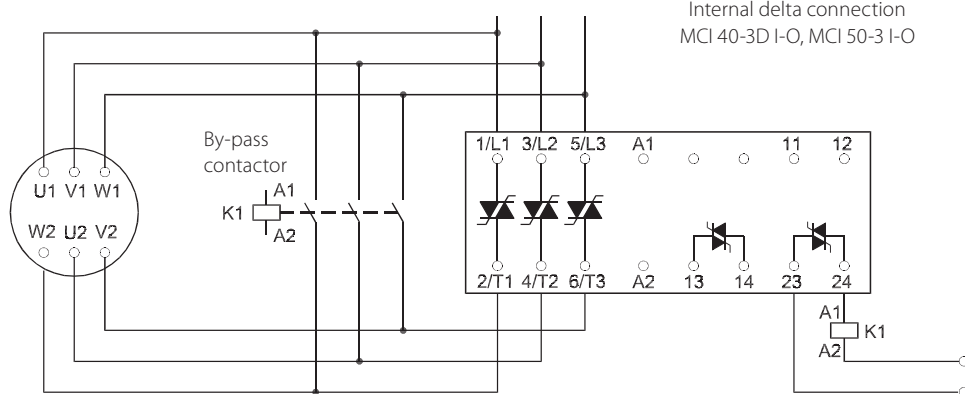 Internal delta connection
MCI 40-3D I-O, MCI 50-3 I-O
1/L1 3/L2 5/L3 A1 11 12
By-pass
contactor
U1 V1 W1
A1
K1
A2
W2 U2 V2
2/T1 4/T2 6/T3 A2 13 14 23 24
A1
K1
A2